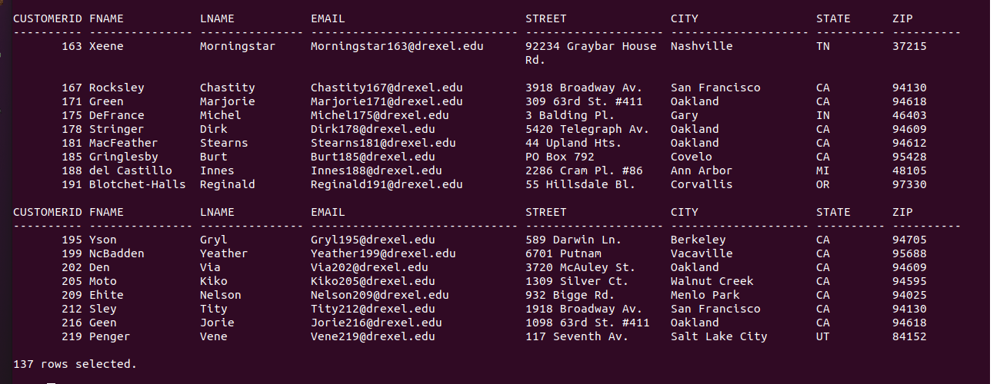 CUSTOMERID FNAME           LNAME           EMAIL                          STREET               CITY                 STATE      ZIP
---------- --------------- --------------- ------------------------------ -------------------- -------------------- ---------- ----------
       163 Xeene           Morningstar     Morningstar163@drexel.edu      92234 Graybar House  Nashville            TN         37215
                                                                          Rd.
       167 Rocksley        Chastity        Chastity167@drexel.edu         3918 Broadway Av.    San Francisco        CA         94130
       171 Green           Marjorie        Marjorie171@drexel.edu         309 63rd St. #411    Oakland              CA         94618
       175 DeFrance        Michel          Michel175@drexel.edu           3 Balding Pl.        Gary                 IN         46403
       178 Stringer        Dirk            Dirk178@drexel.edu             5420 Telegraph Av.   Oakland              CA         94609
       181 MacFeather      Stearns         Stearns181@drexel.edu          44 Upland Hts.       Oakland              CA         94612
       185 Gringlesby      Burt            Burt185@drexel.edu             PO Box 792           Covelo               CA         95428
       188 del Castillo    Innes           Innes188@drexel.edu            2286 Cram Pl. #86    Ann Arbor            MI         48105
       191 Blotchet-Halls  Reginald        Reginald191@drexel.edu         55 Hillsdale Bl.     Corvallis            OR         97330
CUSTOMERID FNAME           LNAME           EMAIL                          STREET               CITY                 STATE      ZIP
---------- --------------- --------------- ------------------------------ -------------------- -------------------- ---------- ----------
       195 Yson            Gryl            Gryl195@drexel.edu             589 Darwin Ln.       Berkeley             CA         94705
       199 NcBadden        Yeather         Yeather199@drexel.edu          6701 Putnam          Vacaville            CA         95688
       202 Den             Via             Via202@drexel.edu              3720 McAuley St.     Oakland              CA         94609
       205 Moto            Kiko            Kiko205@drexel.edu             1309 Silver Ct.      Walnut Creek         CA         94595
       209 Ehite           Nelson          Nelson209@drexel.edu           932 Bigge Rd.        Menlo Park           CA         94025
       212 Sley            Tity            Tity212@drexel.edu             1918 Broadway Av.    San Francisco        CA         94130
       216 Geen            Jorie           Jorie216@drexel.edu            1098 63rd St. #411   Oakland              CA         94618
       219 Penger          Vene            Vene219@drexel.edu             117 Seventh Av.      Salt Lake City       UT         84152
137 rows selected.